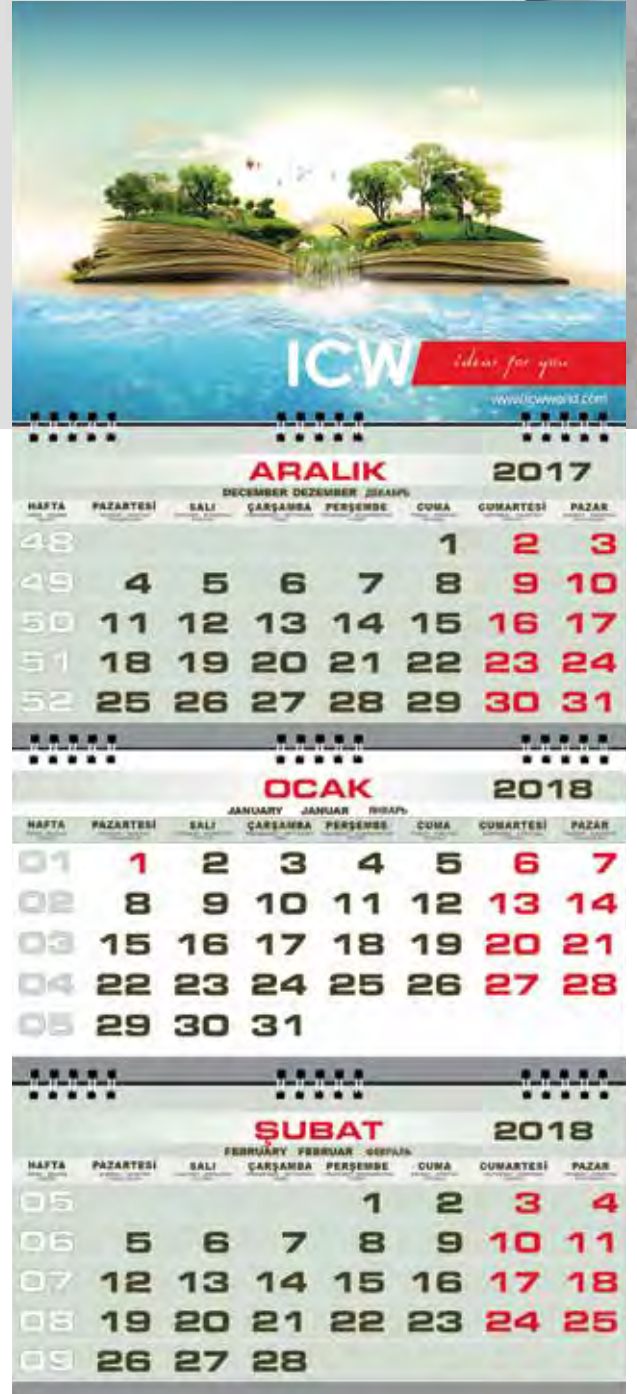 ICW
ideas for you
www.icwworld.com
ARALIK 2017
DECEMBER DEZEMBER ДЕКАБРЬ
HAFTA PAZARTESİ SALI ÇARŞAMBA PERŞEMBE CUMA CUMARTESİ PAZAR
48 1 2 3
49 4 5 6 7 8 9 10
50 11 12 13 14 15 16 17
51 18 19 20 21 22 23 24
52 25 26 27 28 29 30 31
OCAK 2018
JANUARY JANUAR ЯНВАРЬ
HAFTA PAZARTESİ SALI ÇARŞAMBA PERŞEMBE CUMA CUMARTESİ PAZAR
01 1 2 3 4 5 6 7
02 8 9 10 11 12 13 14
03 15 16 17 18 19 20 21
04 22 23 24 25 26 27 28
05 29 30 31
ŞUBAT 2018
FEBRUARY FEBRUAR ФЕВРАЛЬ
HAFTA PAZARTESİ SALI ÇARŞAMBA PERŞEMBE CUMA CUMARTESİ PAZAR
05 1 2 3 4
06 5 6 7 8 9 10 11
07 12 13 14 15 16 17 18
08 19 20 21 22 23 24 25
09 26 27 28